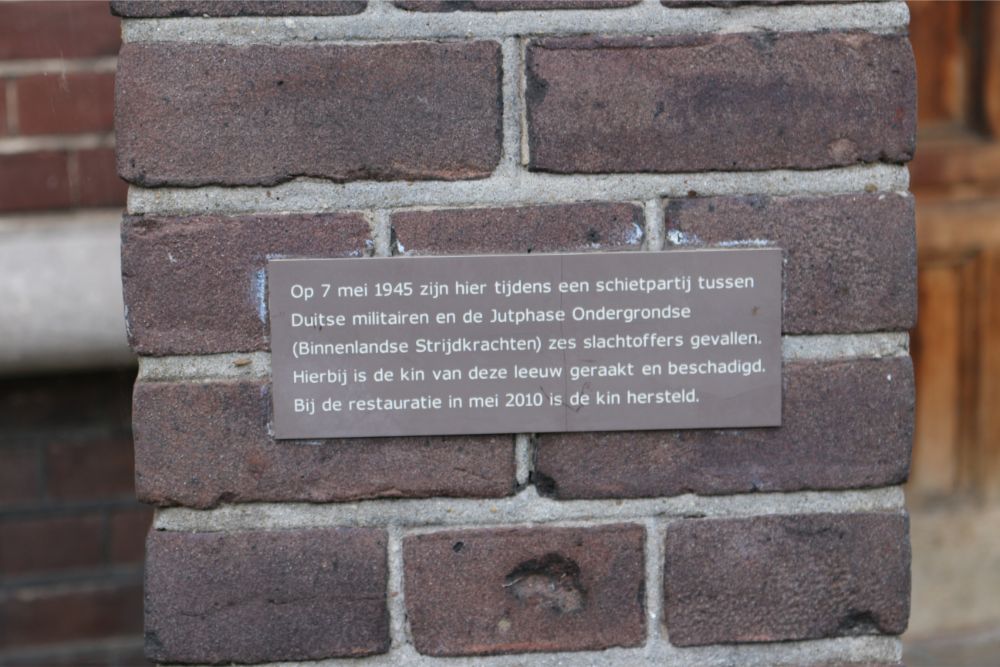 Op 7 mei 1945 zijn hier tijdens een schietpartij tussen
Duitse militairen en de Jutphase Ondergrondse
(Binnenlandse Strijdkrachten) zes slachtoffers gevallen.
Hierbij is de kin van deze leeuw geraakt en beschadigd.
Bij de restauratie in mei 2010 is de kin hersteld.